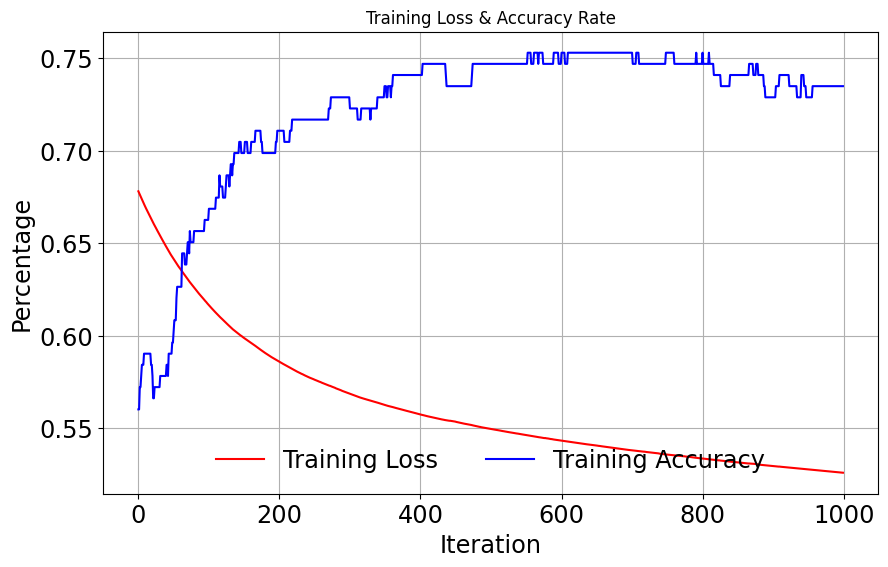 Training Loss & Accuracy Rate
0.75
0.70
0.65
0.60
0.55
Percentage
Training Loss Training Accuracy
0 200 400 600 800 1000
Iteration